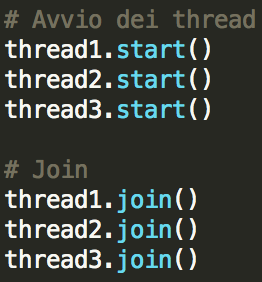 # Avvio dei thread
thread1.start()
thread2.start()
thread3.start()
# Join
thread1.join()
thread2.join()
thread3.join()